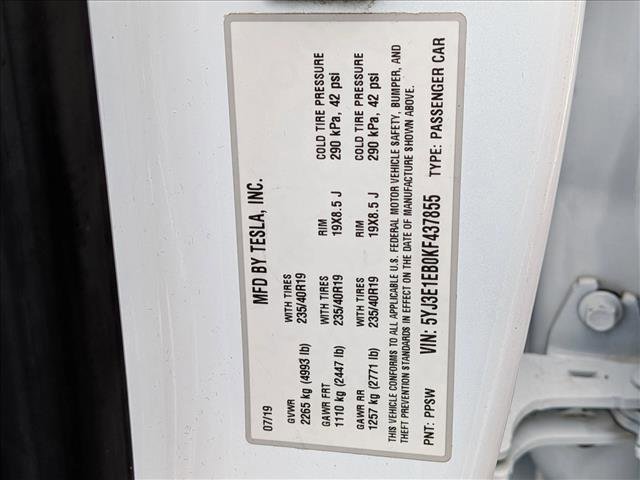 MFD BY TESLA, INC.
07/19
GVWR WITH TIRES RIM COLD TIRE PRESSURE
2265 kg (4993 lb) 235/40R19
GAWR FRT WITH TIRES RIM COLD TIRE PRESSURE
1110 kg (2447 lb) 235/40R19 19X8.5 J 290 kPa, 42 psi
GAWR RR WITH TIRES RIM COLD TIRE PRESSURE
1257 kg (2771 lb) 235/40R19 19X8.5 J 290 kPa, 42 psi
THIS VEHICLE CONFORMS TO ALL APPLICABLE U.S. FEDERAL MOTOR VEHICLE SAFETY, BUMPER, AND
THEFT PREVENTION STANDARDS IN EFFECT ON THE DATE OF MANUFACTURE SHOWN ABOVE.
PNT: PPSW VIN: 5YJ3E1EB0KF437855 TYPE: PASSENGER CAR